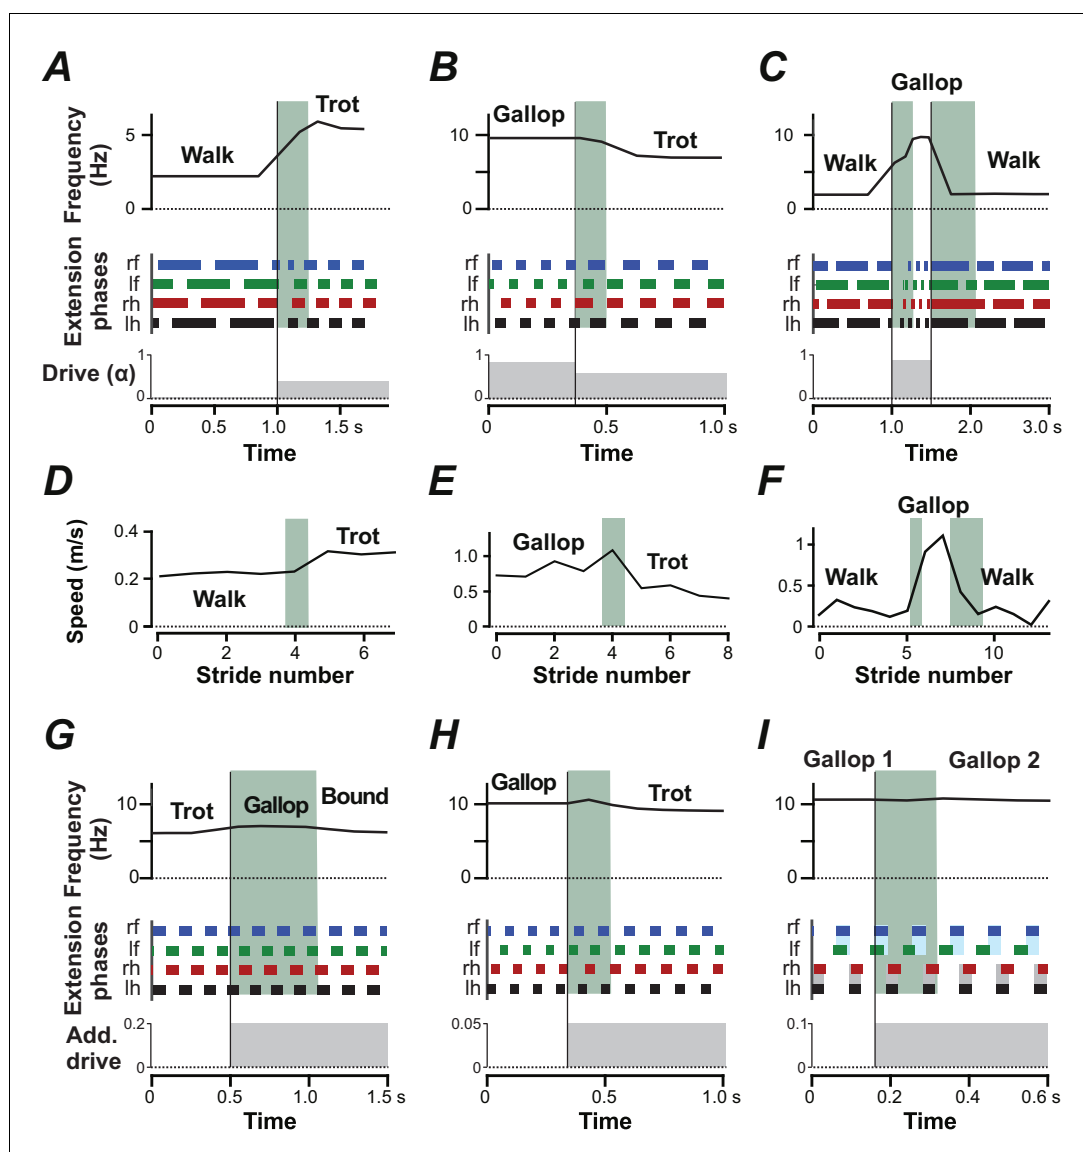 A
B
C
Frequency (Hz)
5
0
Walk
Trot
10
0
Gallop
Trot
10
0
Walk
Gallop
Walk
Extension phases
rf
lf
rh
lh
rf
lf
rh
lh
rf
lf
rh
lh
Drive (α)
1
0
1
0
1
0
0 0.5 1.0 1.5 s
0 0.5 1.0 s
0 1.0 2.0 3.0 s
Time
Time
Time
D
E
F
Speed (m/s)
0.4
0.2
0
Walk
Trot
1.0
0.5
0
Gallop
Trot
1.0
0.5
0
Walk
Gallop
Walk
0 2 4 6
0 2 4 6 8
0 5 10
Stride number
Stride number
Stride number
G
H
I
Frequency (Hz)
10
0
Trot
Gallop
Bound
10
0
Gallop
Trot
10
0
Gallop 1
Gallop 2
Extension phases
rf
lf
rh
lh
rf
lf
rh
lh
rf
lf
rh
lh
Add. drive
0.2
0
0.05
0
0.1
0
0 0.5 1.0 1.5 s
0 0.5 1.0 s
0 0.2 0.4 0.6 s
Time
Time
Time